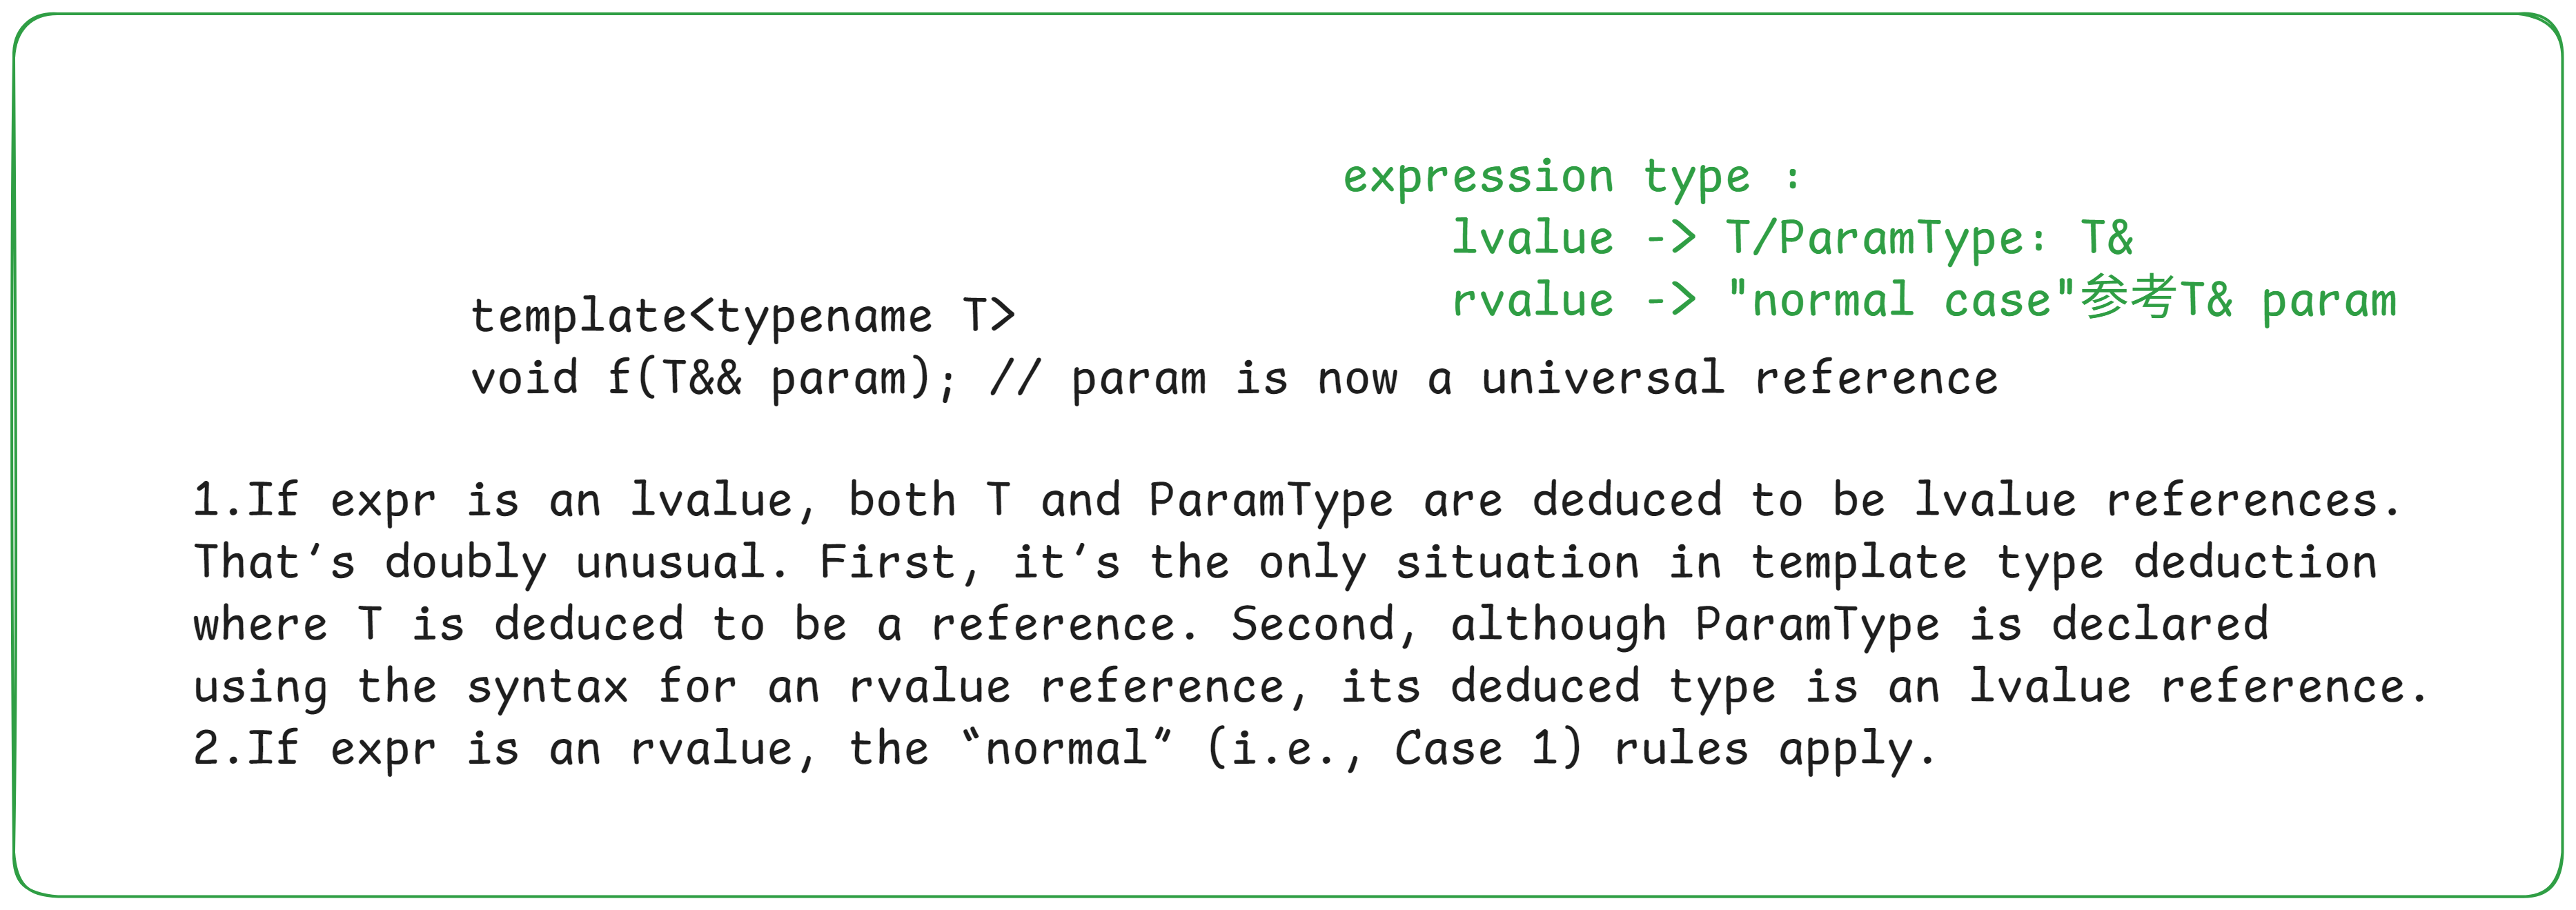 expression type :
lvalue -> T/ParamType: T&
rvalue -> "normal case"参考T& param
template<typename T>
void f(T&& param); // param is now a universal reference
1.If expr is an lvalue, both T and ParamType are deduced to be lvalue references.
That’s doubly unusual. First, it’s the only situation in template type deduction
where T is deduced to be a reference. Second, although ParamType is declared
using the syntax for an rvalue reference, its deduced type is an lvalue reference.
2.If expr is an rvalue, the “normal” (i.e., Case 1) rules apply.